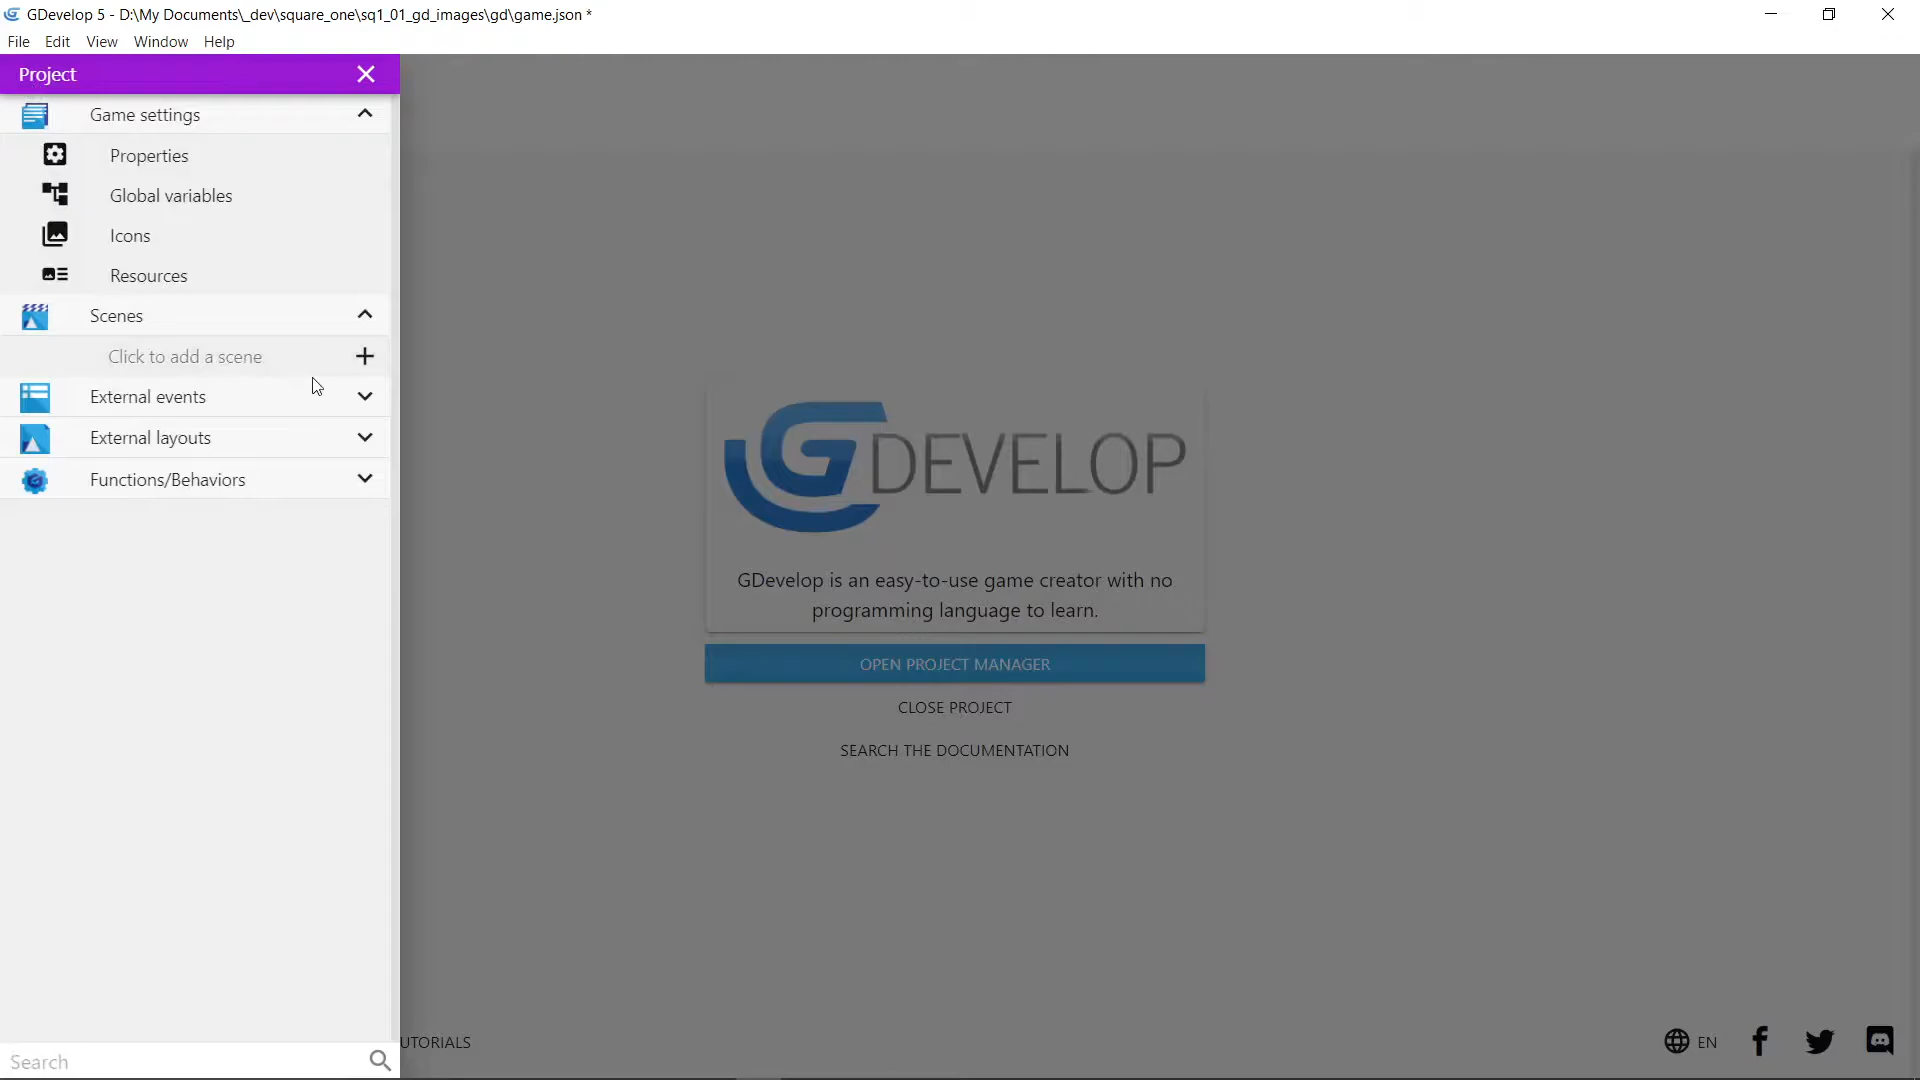 GDevelop 5 - D:\My Documents\_dev\square_one\sq1_01_gd_images\gd\game.json *
File Edit View Window Help
Project
Game settings
Properties
Global variables
Icons
Resources
Scenes
Click to add a scene
External events
External layouts
Functions/Behaviors
GDEVELOP
GDevelop is an easy-to-use game creator with no
programming language to learn.
OPEN PROJECT MANAGER
CLOSE PROJECT
SEARCH THE DOCUMENTATION
UTORIALS
EN
Search